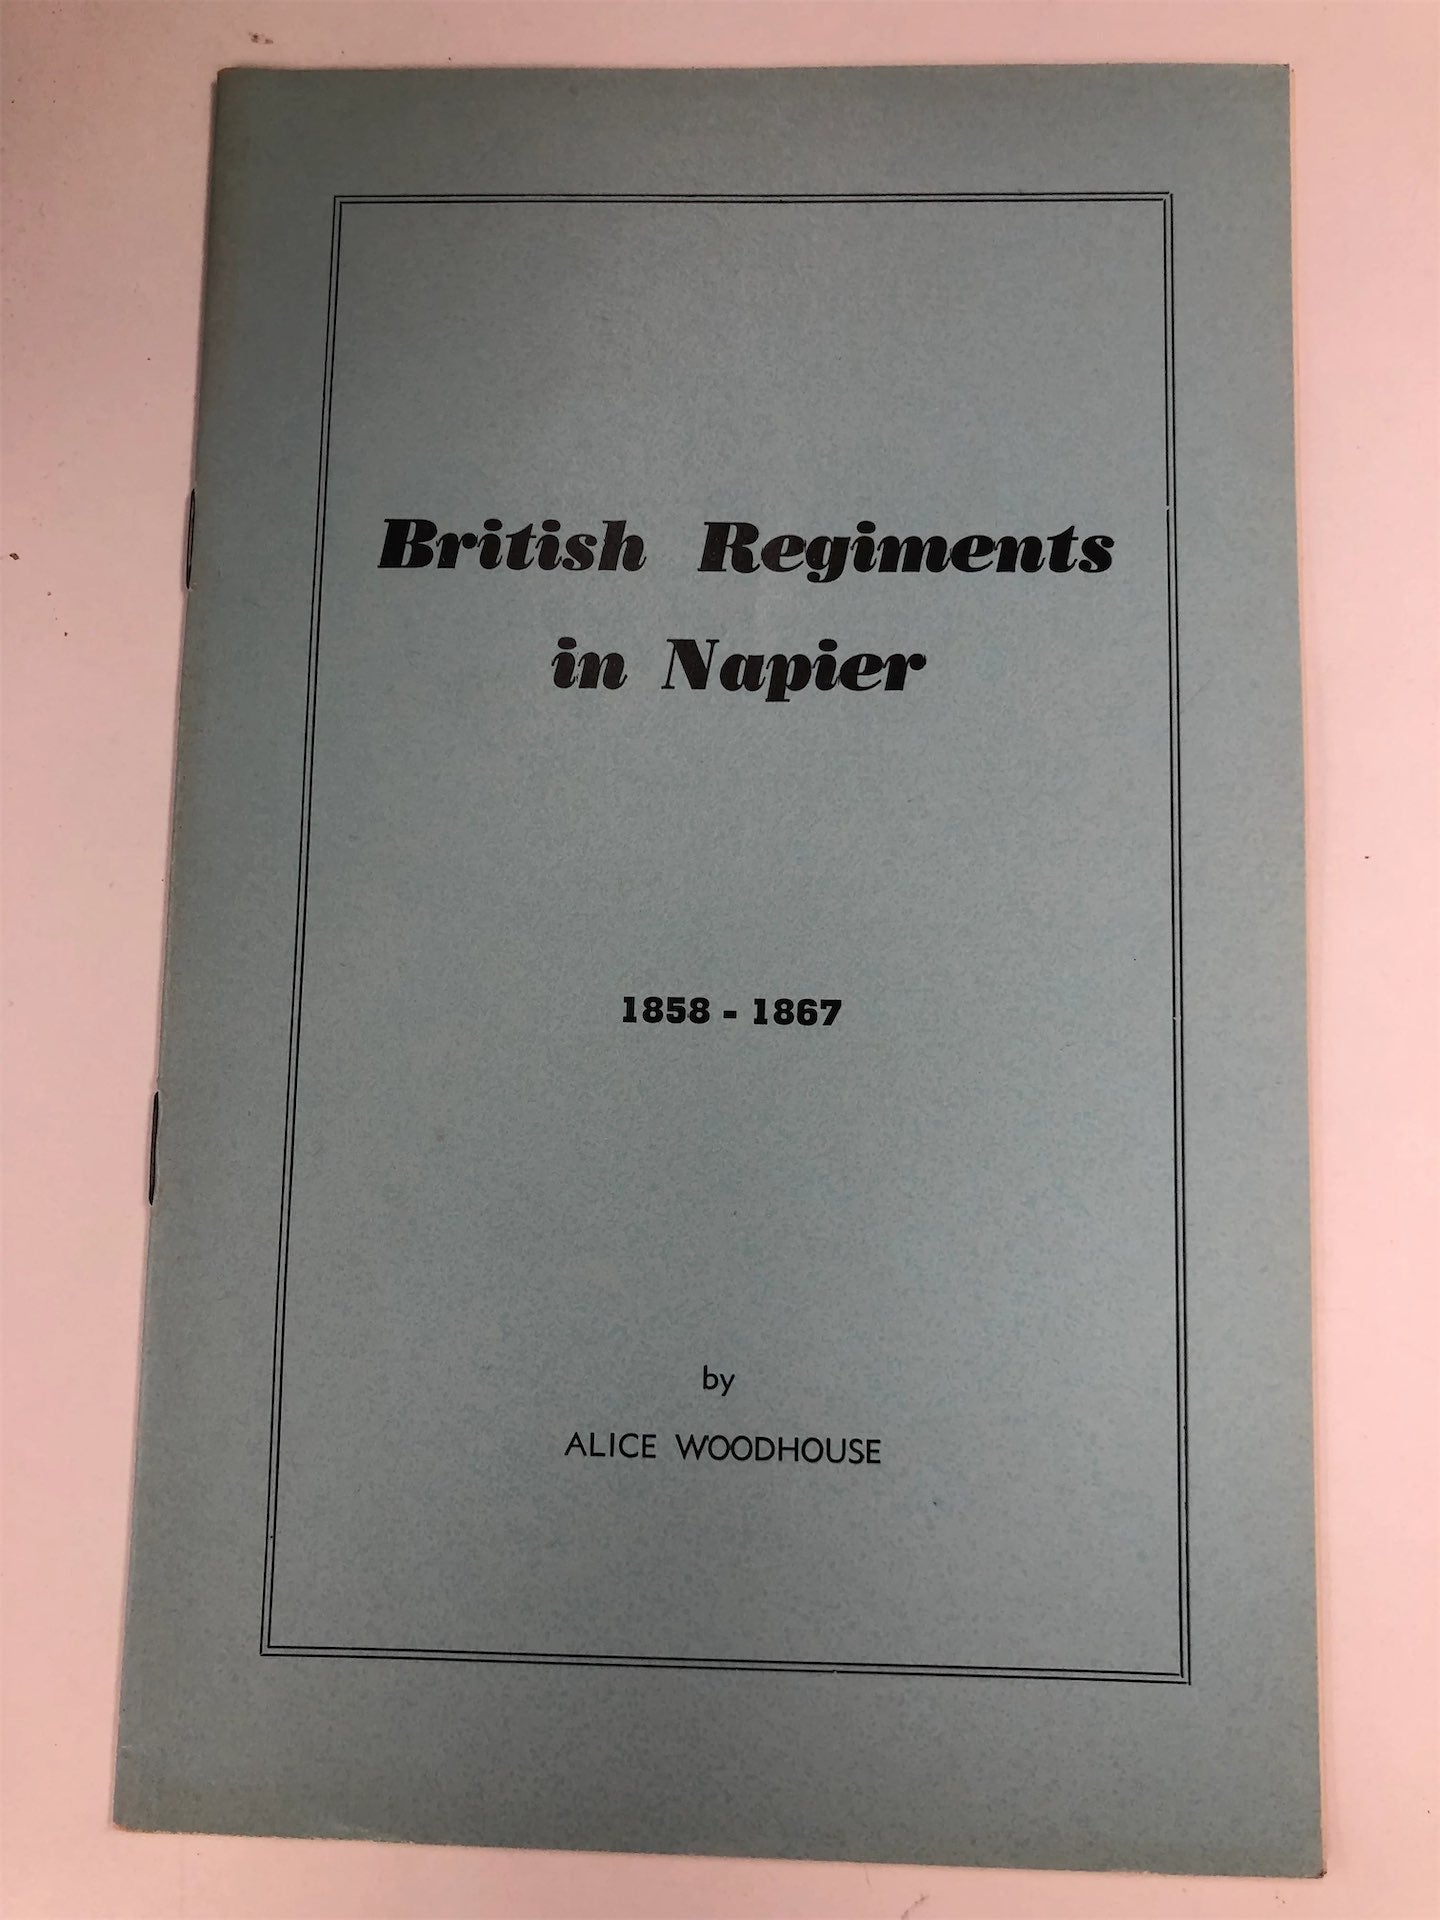 British Regiments
in Napier
1858 - 1867
by
ALICE WOODHOUSE